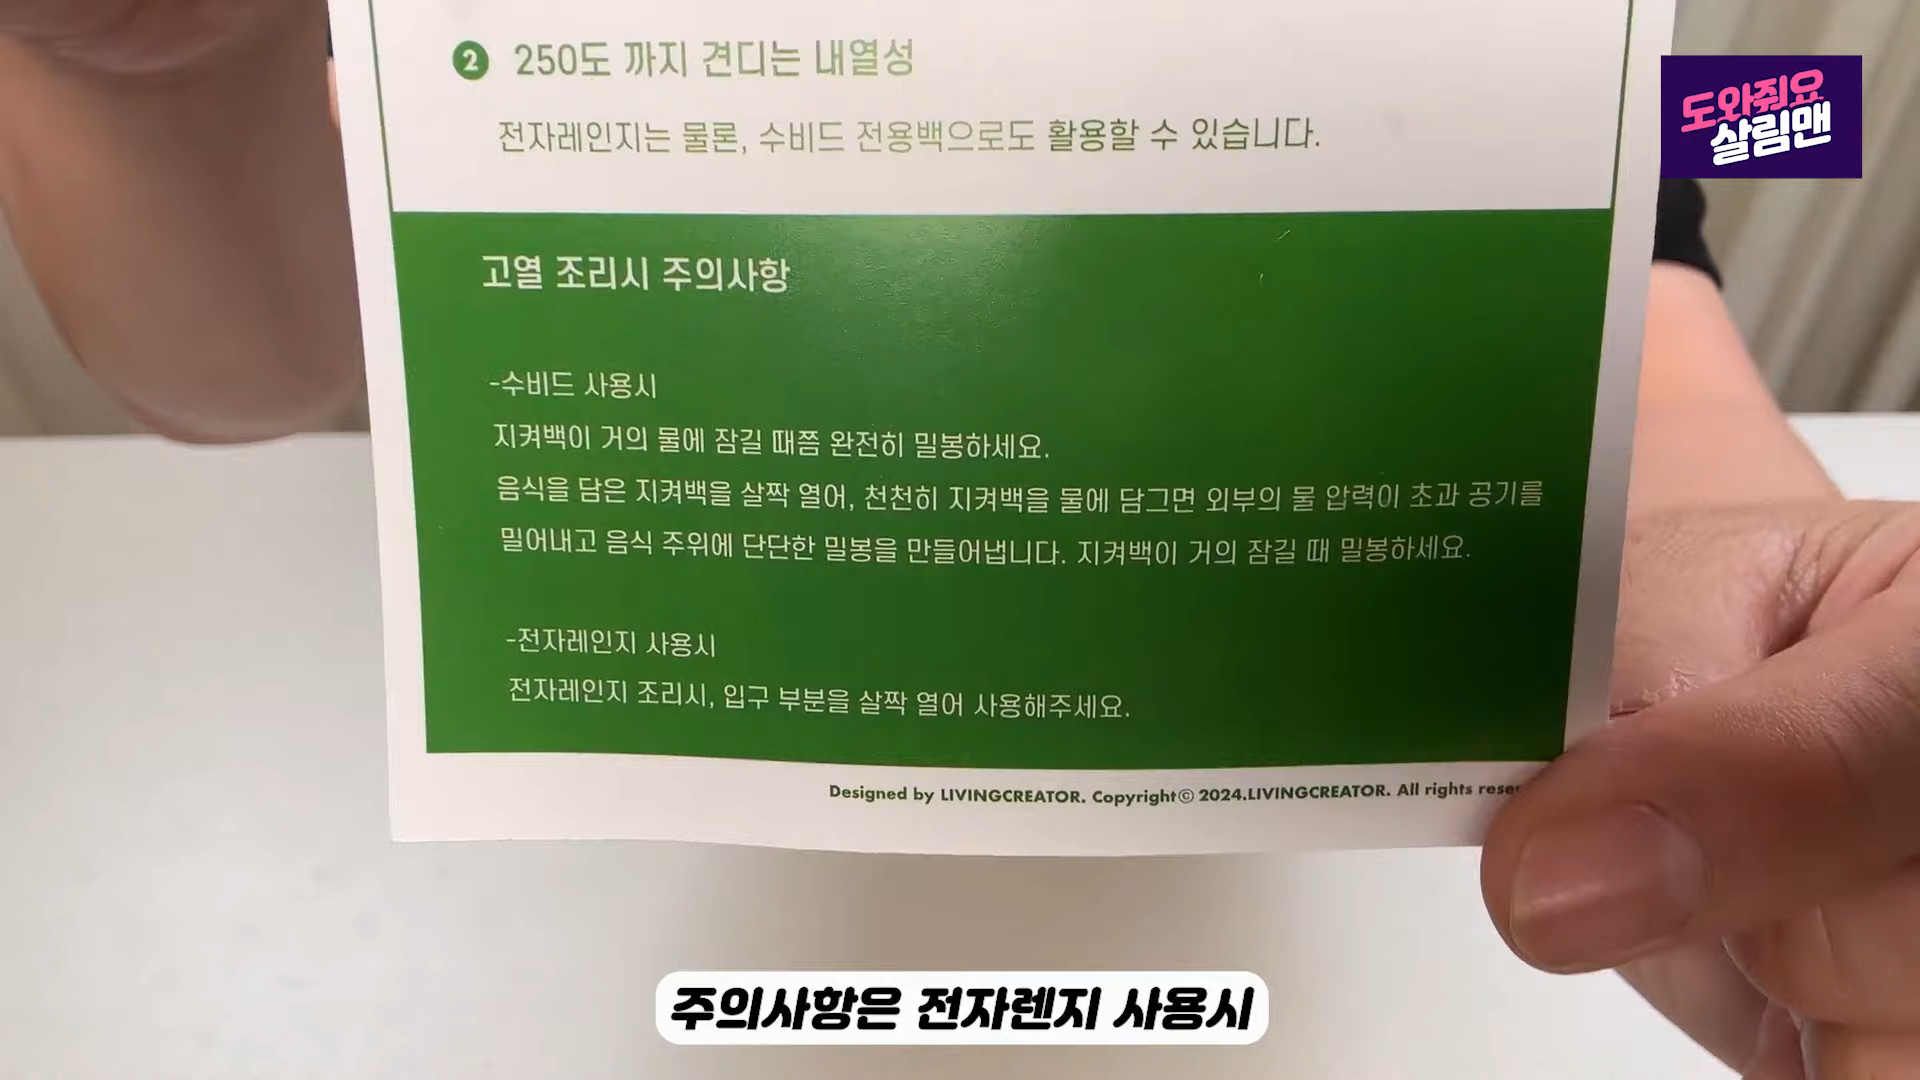 2 250도 까지 견디는 내열성
전자레인지는 물론, 수비드 전용백으로도 활용할 수 있습니다.
도와줘요
살림맨
고열 조리시 주의사항
-수비드 사용시
지켜백이 거의 물에 잠길 때쯤 완전히 밀봉하세요.
음식을 담은 지켜백을 살짝 열어, 천천히 지켜백을 물에 담그면 외부의 물 압력이 초과 공기를
밀어내고 음식 주위에 단단한 밀봉을 만들어냅니다. 지켜백이 거의 잠길 때 밀봉하세요.
-전자레인지 사용시
전자레인지 조리시, 입구 부분을 살짝 열어 사용해주세요.
Designed by LIVINGCREATOR. Copyright© 2024.LIVINGCREATOR. All rights
주의사항은 전자렌지 사용시